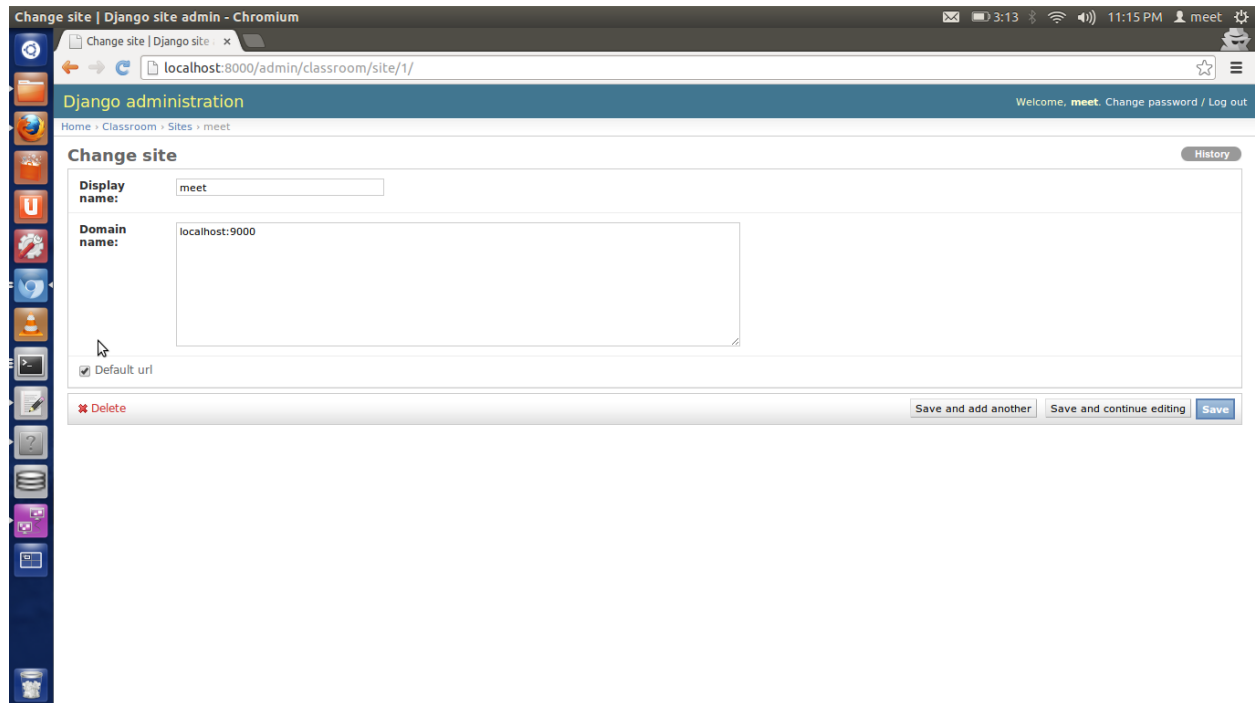 Change site | Django site admin - Chromium
3:13
11:15 PM
meet
Change site | Django site
localhost:8000/admin/classroom/site/1/
Django administration
Welcome, meet. Change password / Log out
Home › Classroom › Sites › meet
Change site
History
Display
name:
meet
Domain
name:
localhost:9000
Default url
Delete
Save and add another
Save and continue editing
Save